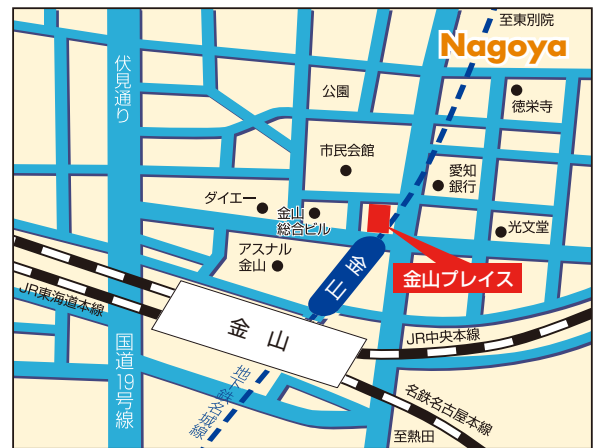 至東別院
Nagoya
伏見通り
公園
徳栄寺
市民会館
愛知
銀行
ダイエー
金山
総合ビル
光文堂
アスナル
金山
金山
金山プレイス
JR東海道本線
金山
JR中央本線
国道19号線
地下鉄名城線
名鉄名古屋本線
至熱田